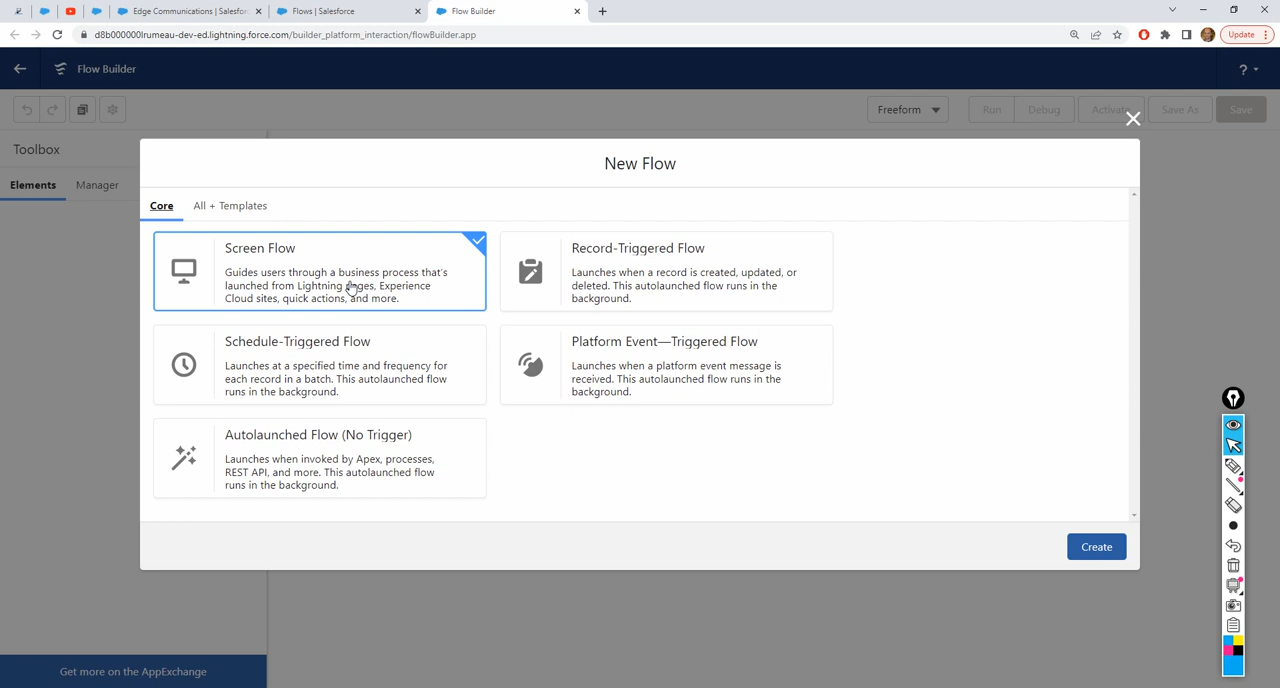 Edge Communications | Salesfor
Flows | Salesforce
Flow Builder
d8b000000lrumeau-dev-ed.lightning.force.com/builder_platform_interaction/flowBuilder.app
Update
Flow Builder
?
Freeform
Run
Debug
Activate
Save As
Save
Toolbox
Elements
Manager
New Flow
Core
All + Templates
Screen Flow
Guides users through a business process that's
launched from Lightning Pages, Experience
Cloud sites, quick actions, and more.
Record-Triggered Flow
Launches when a record is created, updated, or
deleted. This autolaunched flow runs in the
background.
Schedule-Triggered Flow
Launches at a specified time and frequency for
each record in a batch. This autolaunched flow
runs in the background.
Platform Event—Triggered Flow
Launches when a platform event message is
received. This autolaunched flow runs in the
background.
Autolaunched Flow (No Trigger)
Launches when invoked by Apex, processes,
REST API, and more. This autolaunched flow
runs in the background.
Create
Get more on the AppExchange